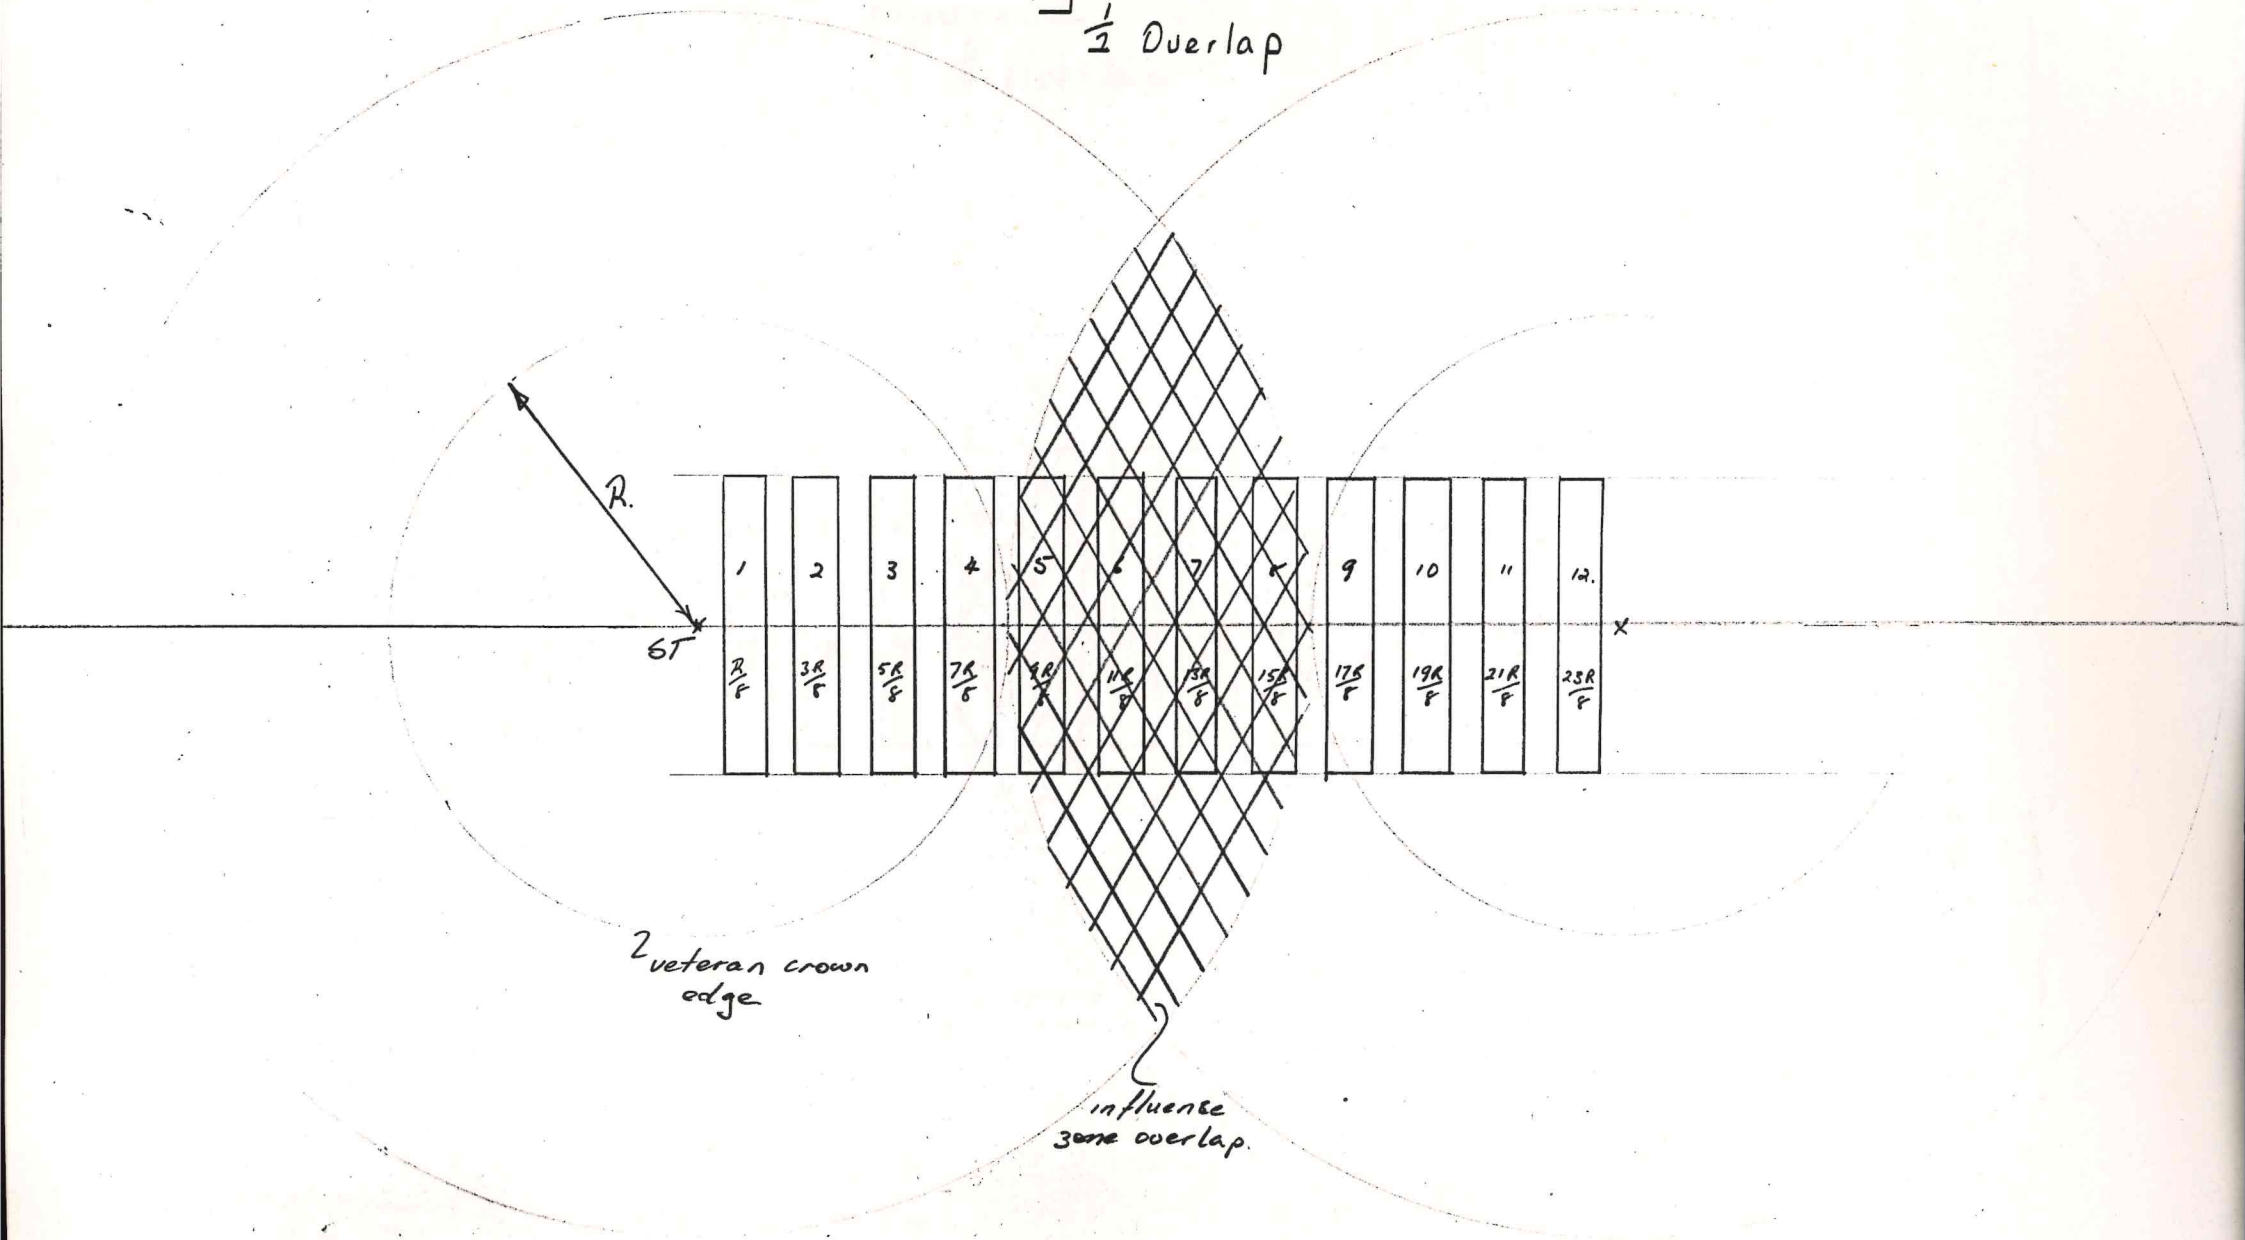 1/2 Overlap
R.
1 2 3 4 5 6 7 8 9 10 11 12.
ST
R/8 3R/8 5R/8 7R/8 9R/8 11R/8 13R/8 15R/8 17R/8 19R/8 21R/8 23R/8
2 veteran crown
edge
influense
zone overlap.